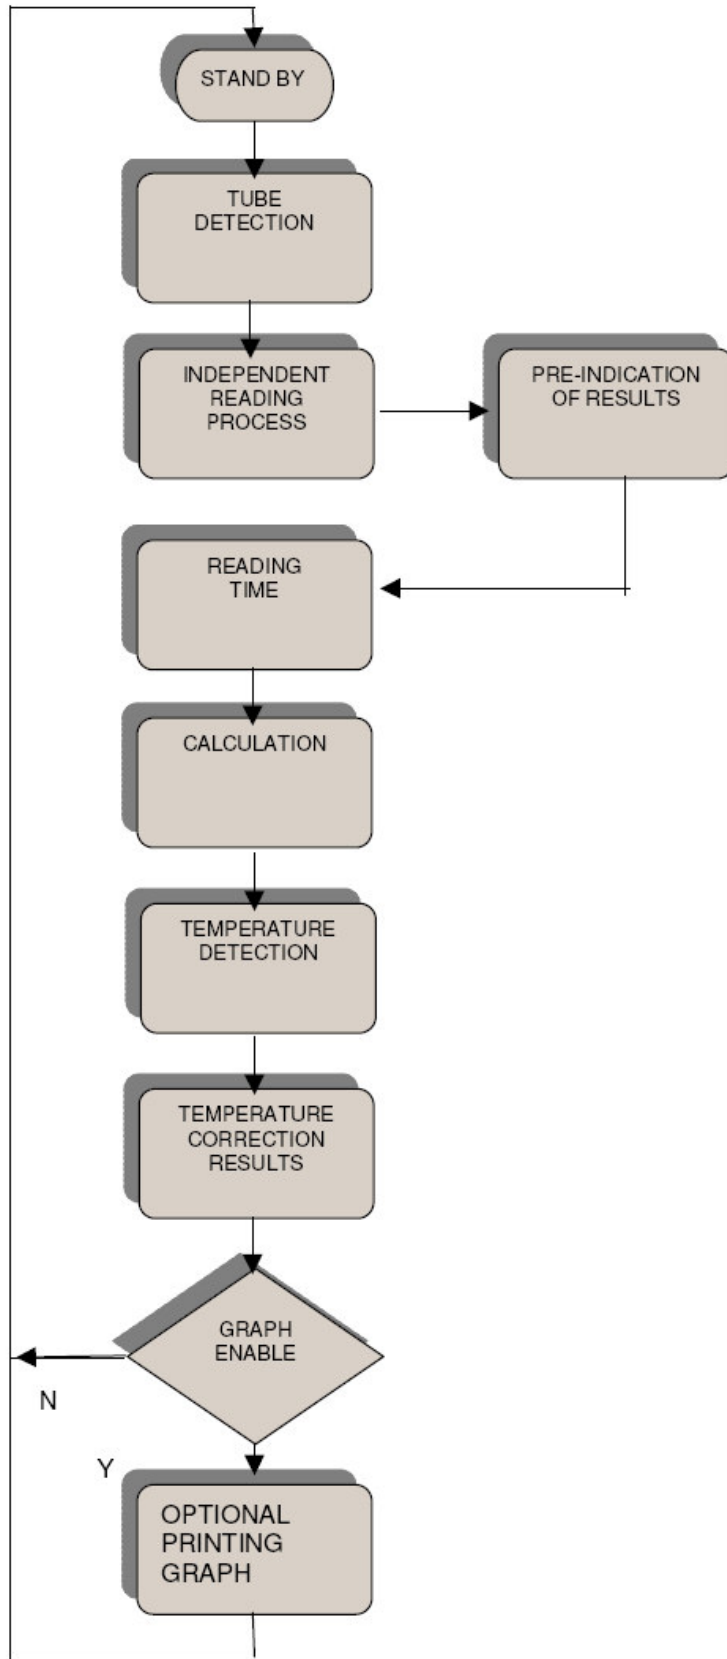 STAND BY
TUBE
DETECTION
INDEPENDENT
READING
PROCESS
PRE-INDICATION
OF RESULTS
READING
TIME
CALCULATION
TEMPERATURE
DETECTION
TEMPERATURE
CORRECTION
RESULTS
GRAPH
ENABLE
N
Y
OPTIONAL
PRINTING
GRAPH